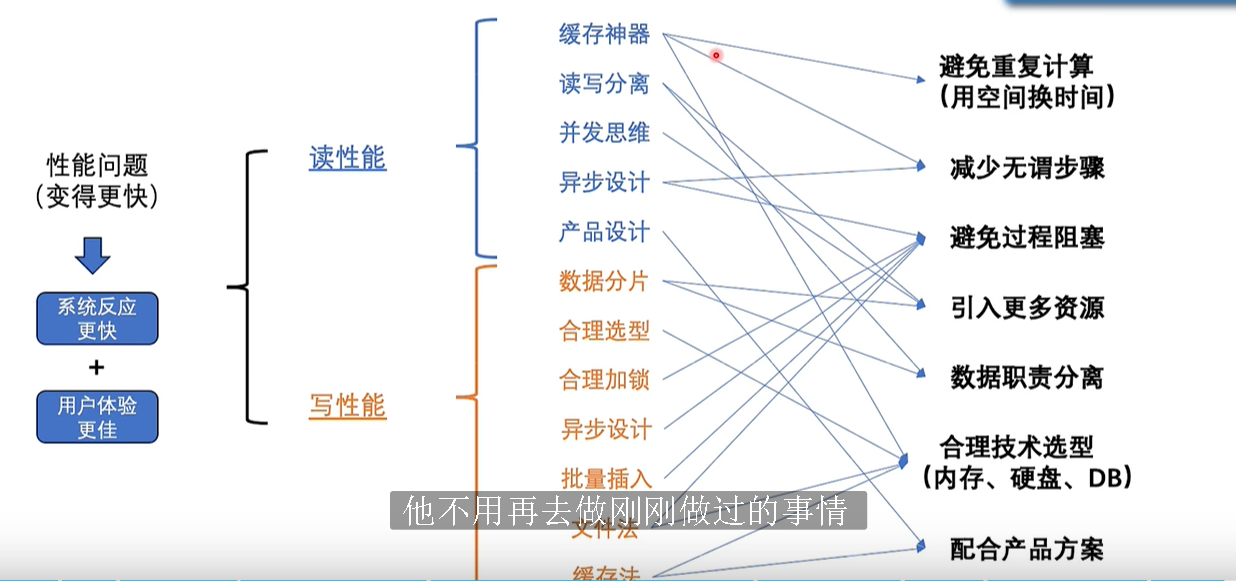 性能问题
(变得更快)
系统反应
更快
+
用户体验
更佳
读性能
写性能
缓存神器
读写分离
并发思维
异步设计
产品设计
数据分片
合理选型
合理加锁
异步设计
批量插入
文件法
缓存法
避免重复计算
(用空间换时间)
减少无谓步骤
避免过程阻塞
引入更多资源
数据职责分离
合理技术选型
(内存、硬盘、DB)
配合产品方案
他不用再去做刚刚做过的事情